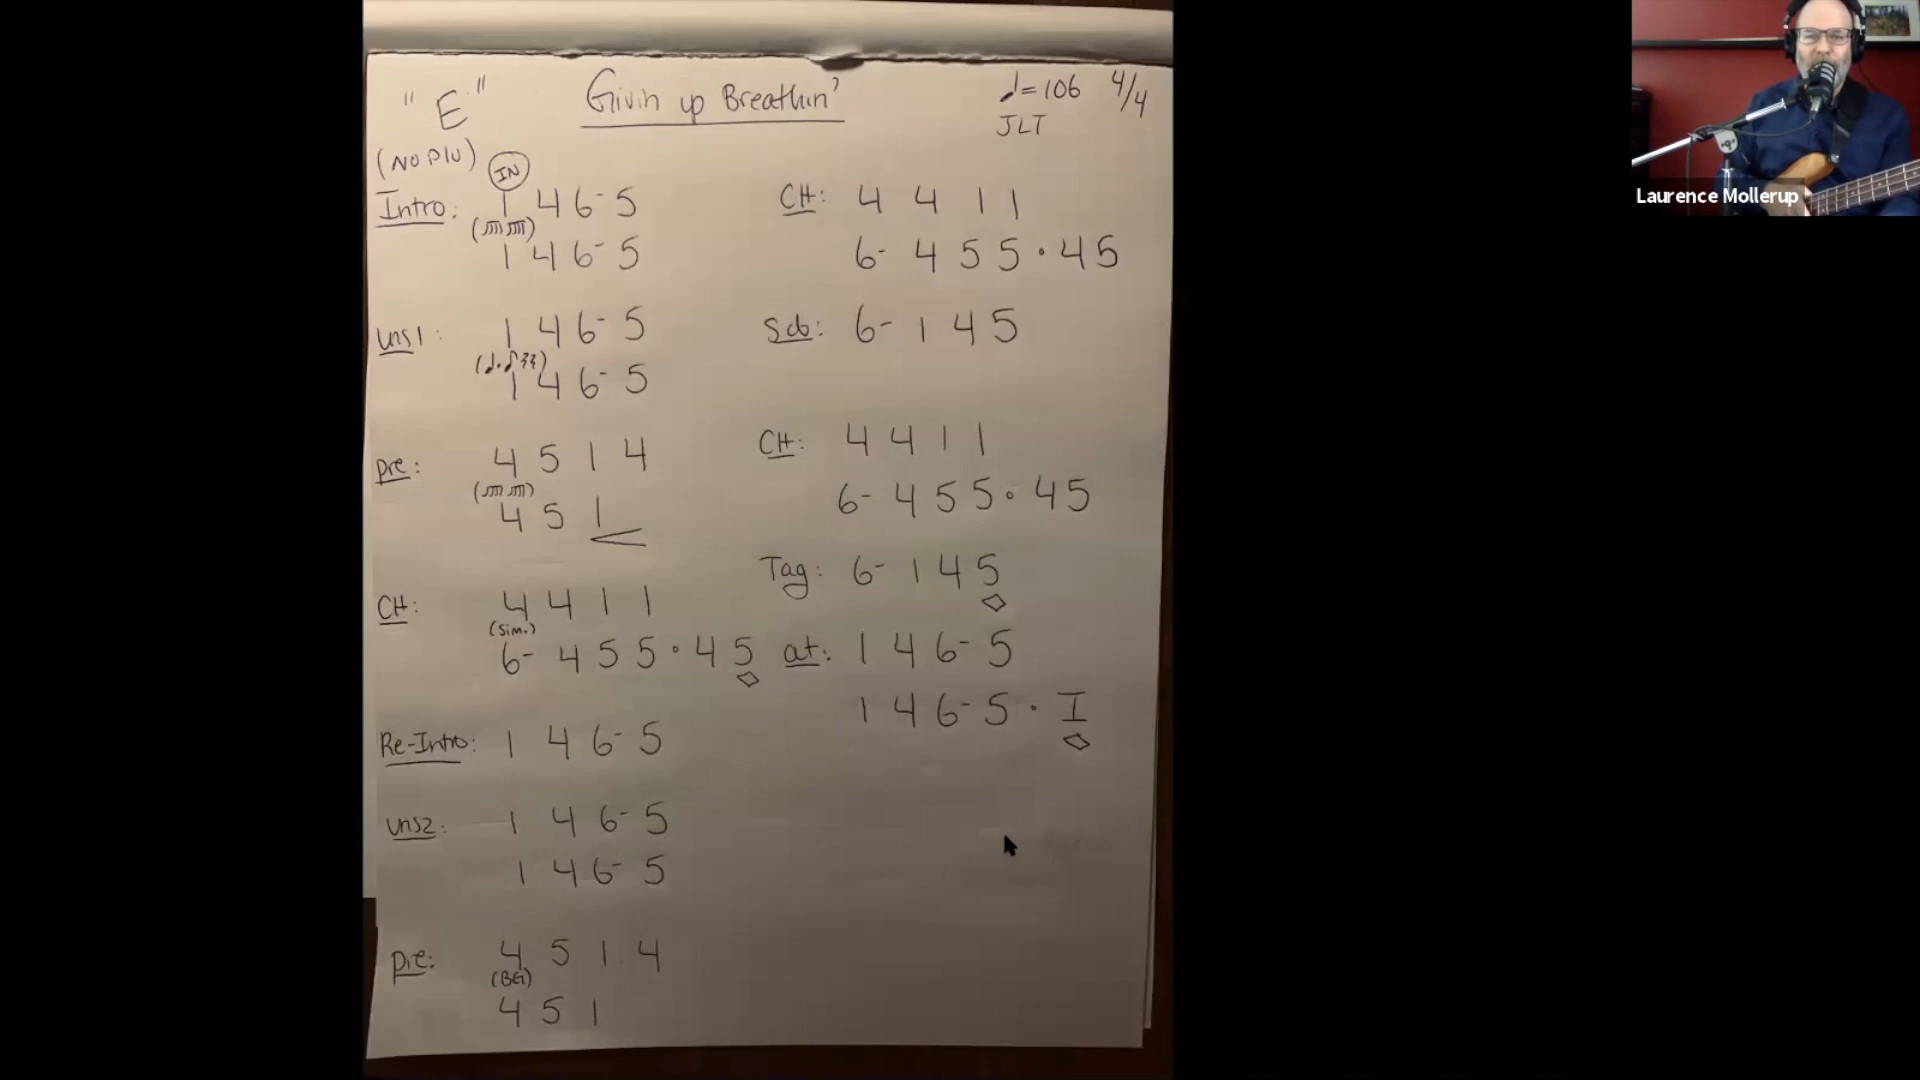 "E" Givin up Breathin' ♩=106 4/4
JLT
(NO PIU) IN
Intro: 1 4 6- 5
1 4 6- 5
Vrs1: 1 4 6- 5
1 4 6- 5
Pre: 4 5 1 4
4 5 1 <
CH: 4 4 1 1
(Sim.)
6- 4 5 5 • 4 5 ◇
Re-Intro: 1 4 6- 5
Vrs2: 1 4 6- 5
1 4 6- 5
Pre: 4 5 1 4
(BG)
4 5 1
CH: 4 4 1 1
6- 4 5 5 • 4 5
Solo: 6- 1 4 5
CH: 4 4 1 1
6- 4 5 5 • 4 5
Tag: 6- 1 4 5 ◇
at: 1 4 6- 5
1 4 6- 5 • I ◇
Laurence Mollerup